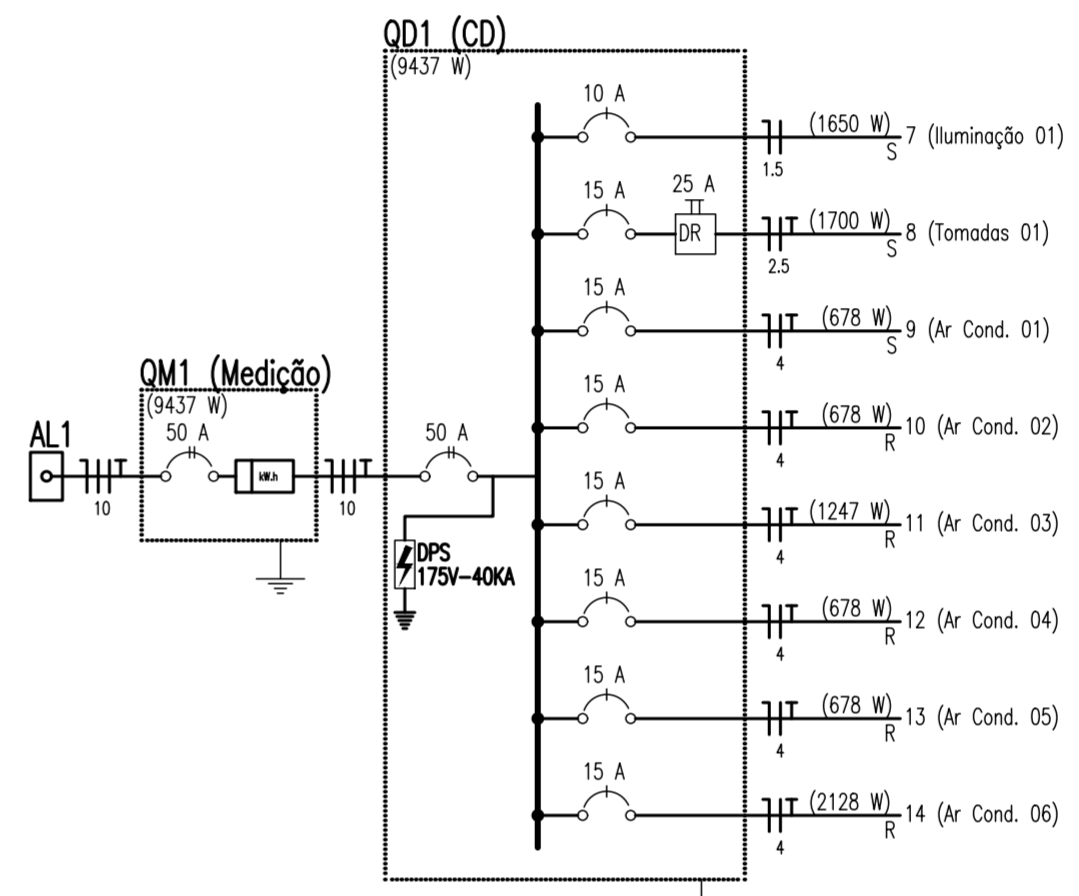 QD1 (CD)
(9437 W)
10 A
(1650 W)
7 (Iluminação 01)
1.5
S
15 A
25 A
DR
(1700 W)
8 (Tomadas 01)
2.5
S
15 A
(678 W)
9 (Ar Cond. 01)
4
S
QM1 (Medição)
(9437 W)
AL1
10
50 A
kW.h
10
50 A
DPS
175V-40KA
15 A
(678 W)
10 (Ar Cond. 02)
4
R
15 A
(1247 W)
11 (Ar Cond. 03)
4
R
15 A
(678 W)
12 (Ar Cond. 04)
4
R
15 A
(678 W)
13 (Ar Cond. 05)
4
R
15 A
(2128 W)
14 (Ar Cond. 06)
4
R